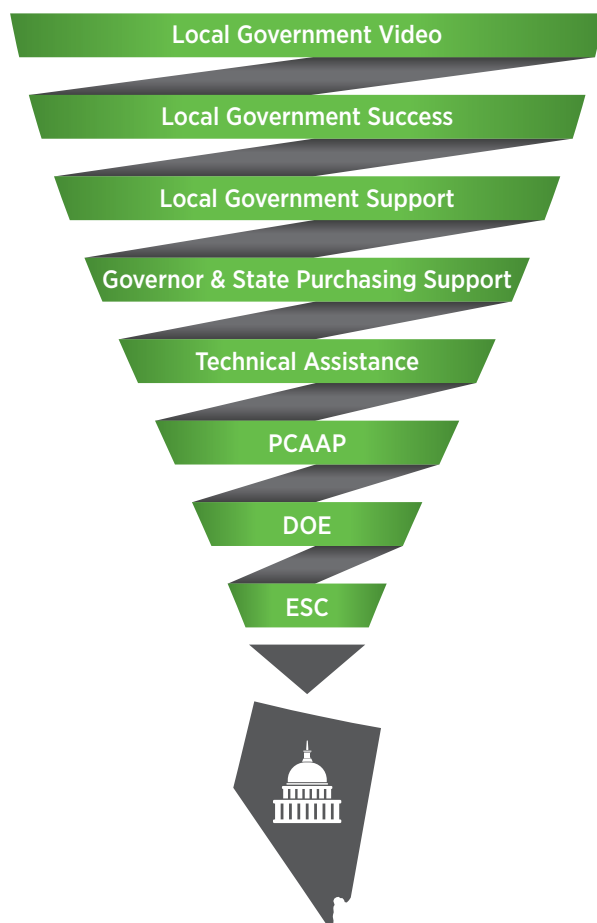 Local Government Video
Local Government Success
Local Government Support
Governor & State Purchasing Support
Technical Assistance
PCAAP
DOE
ESC